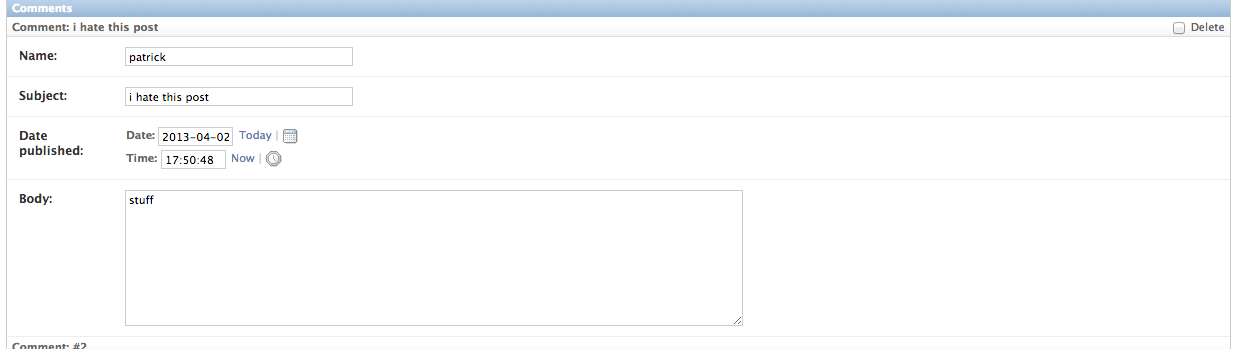 Comments
Comment: i hate this post
Delete
Name:
patrick
Subject:
i hate this post
Date published:
Date: 2013-04-02 Today |
Time: 17:50:48 Now |
Body:
stuff
Comment: #2